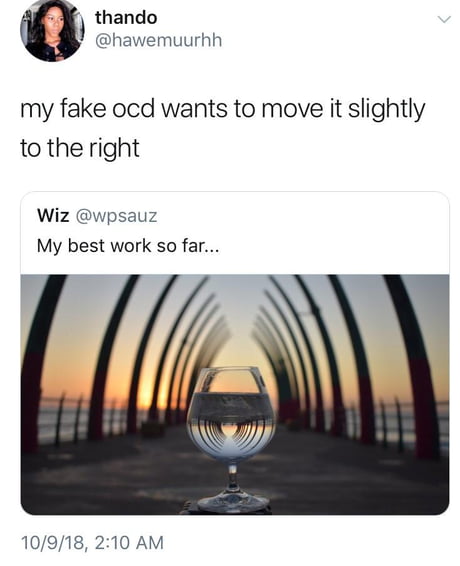 thando
@hawemuurhh
my fake ocd wants to move it slightly
to the right
Wiz @wpsauz
My best work so far...
10/9/18, 2:10 AM